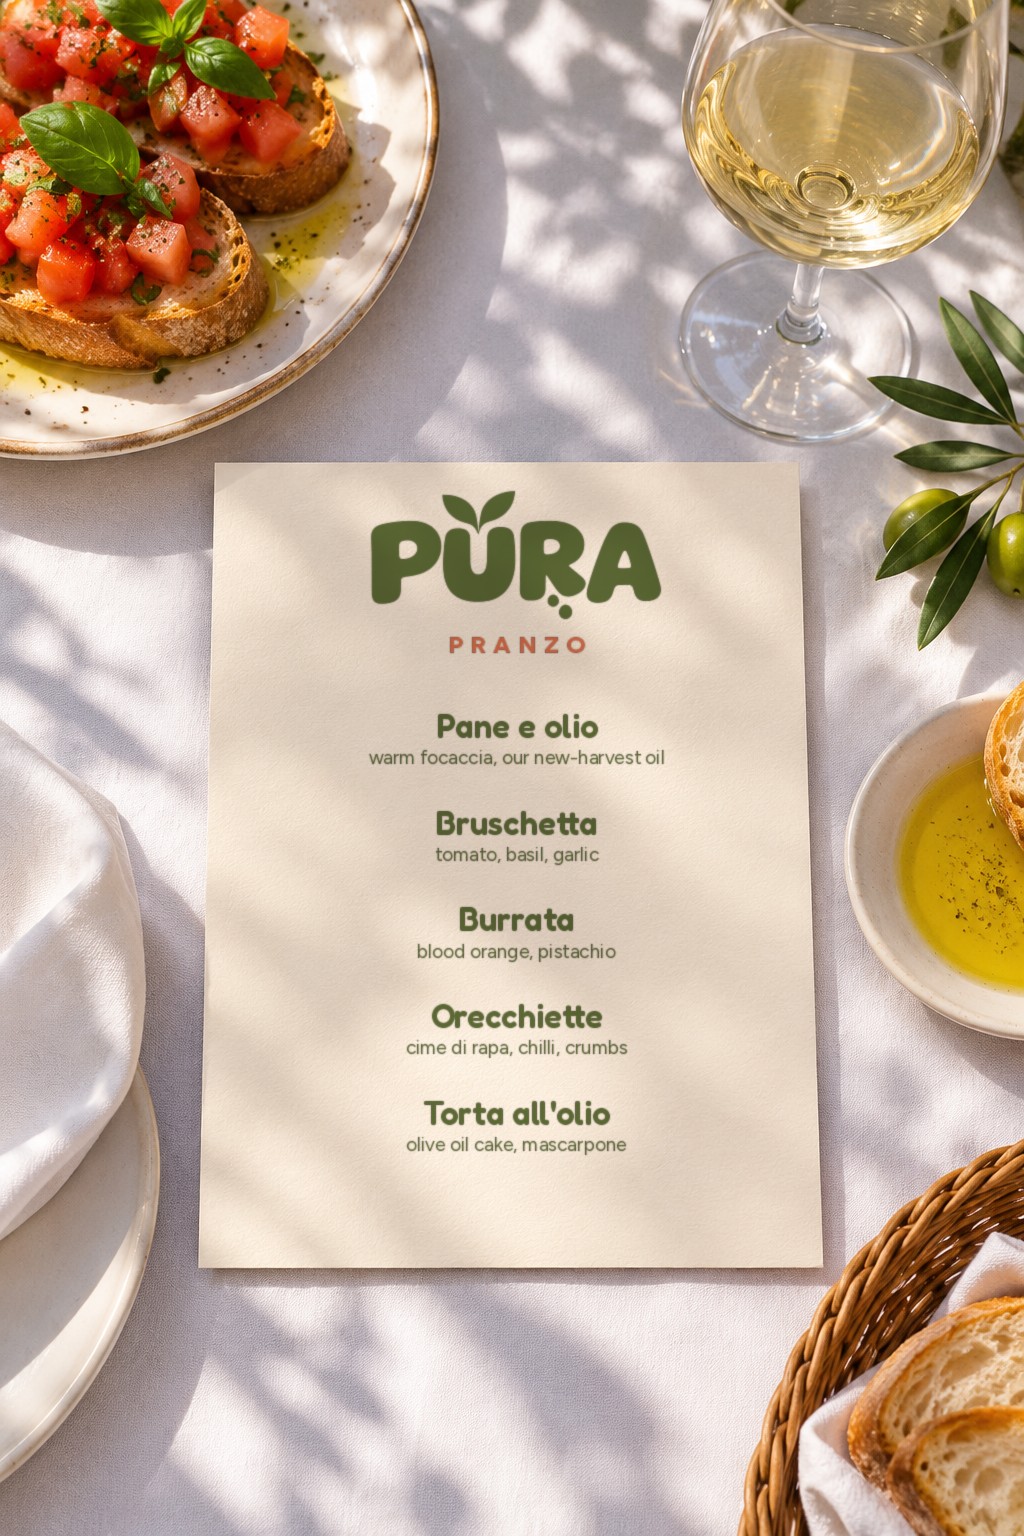 PURA
PRANZO
Pane e olio
warm focaccia, our new-harvest oil
Bruschetta
tomato, basil, garlic
Burrata
blood orange, pistachio
Orecchiette
cime di rapa, chilli, crumbs
Torta all'olio
olive oil cake, mascarpone